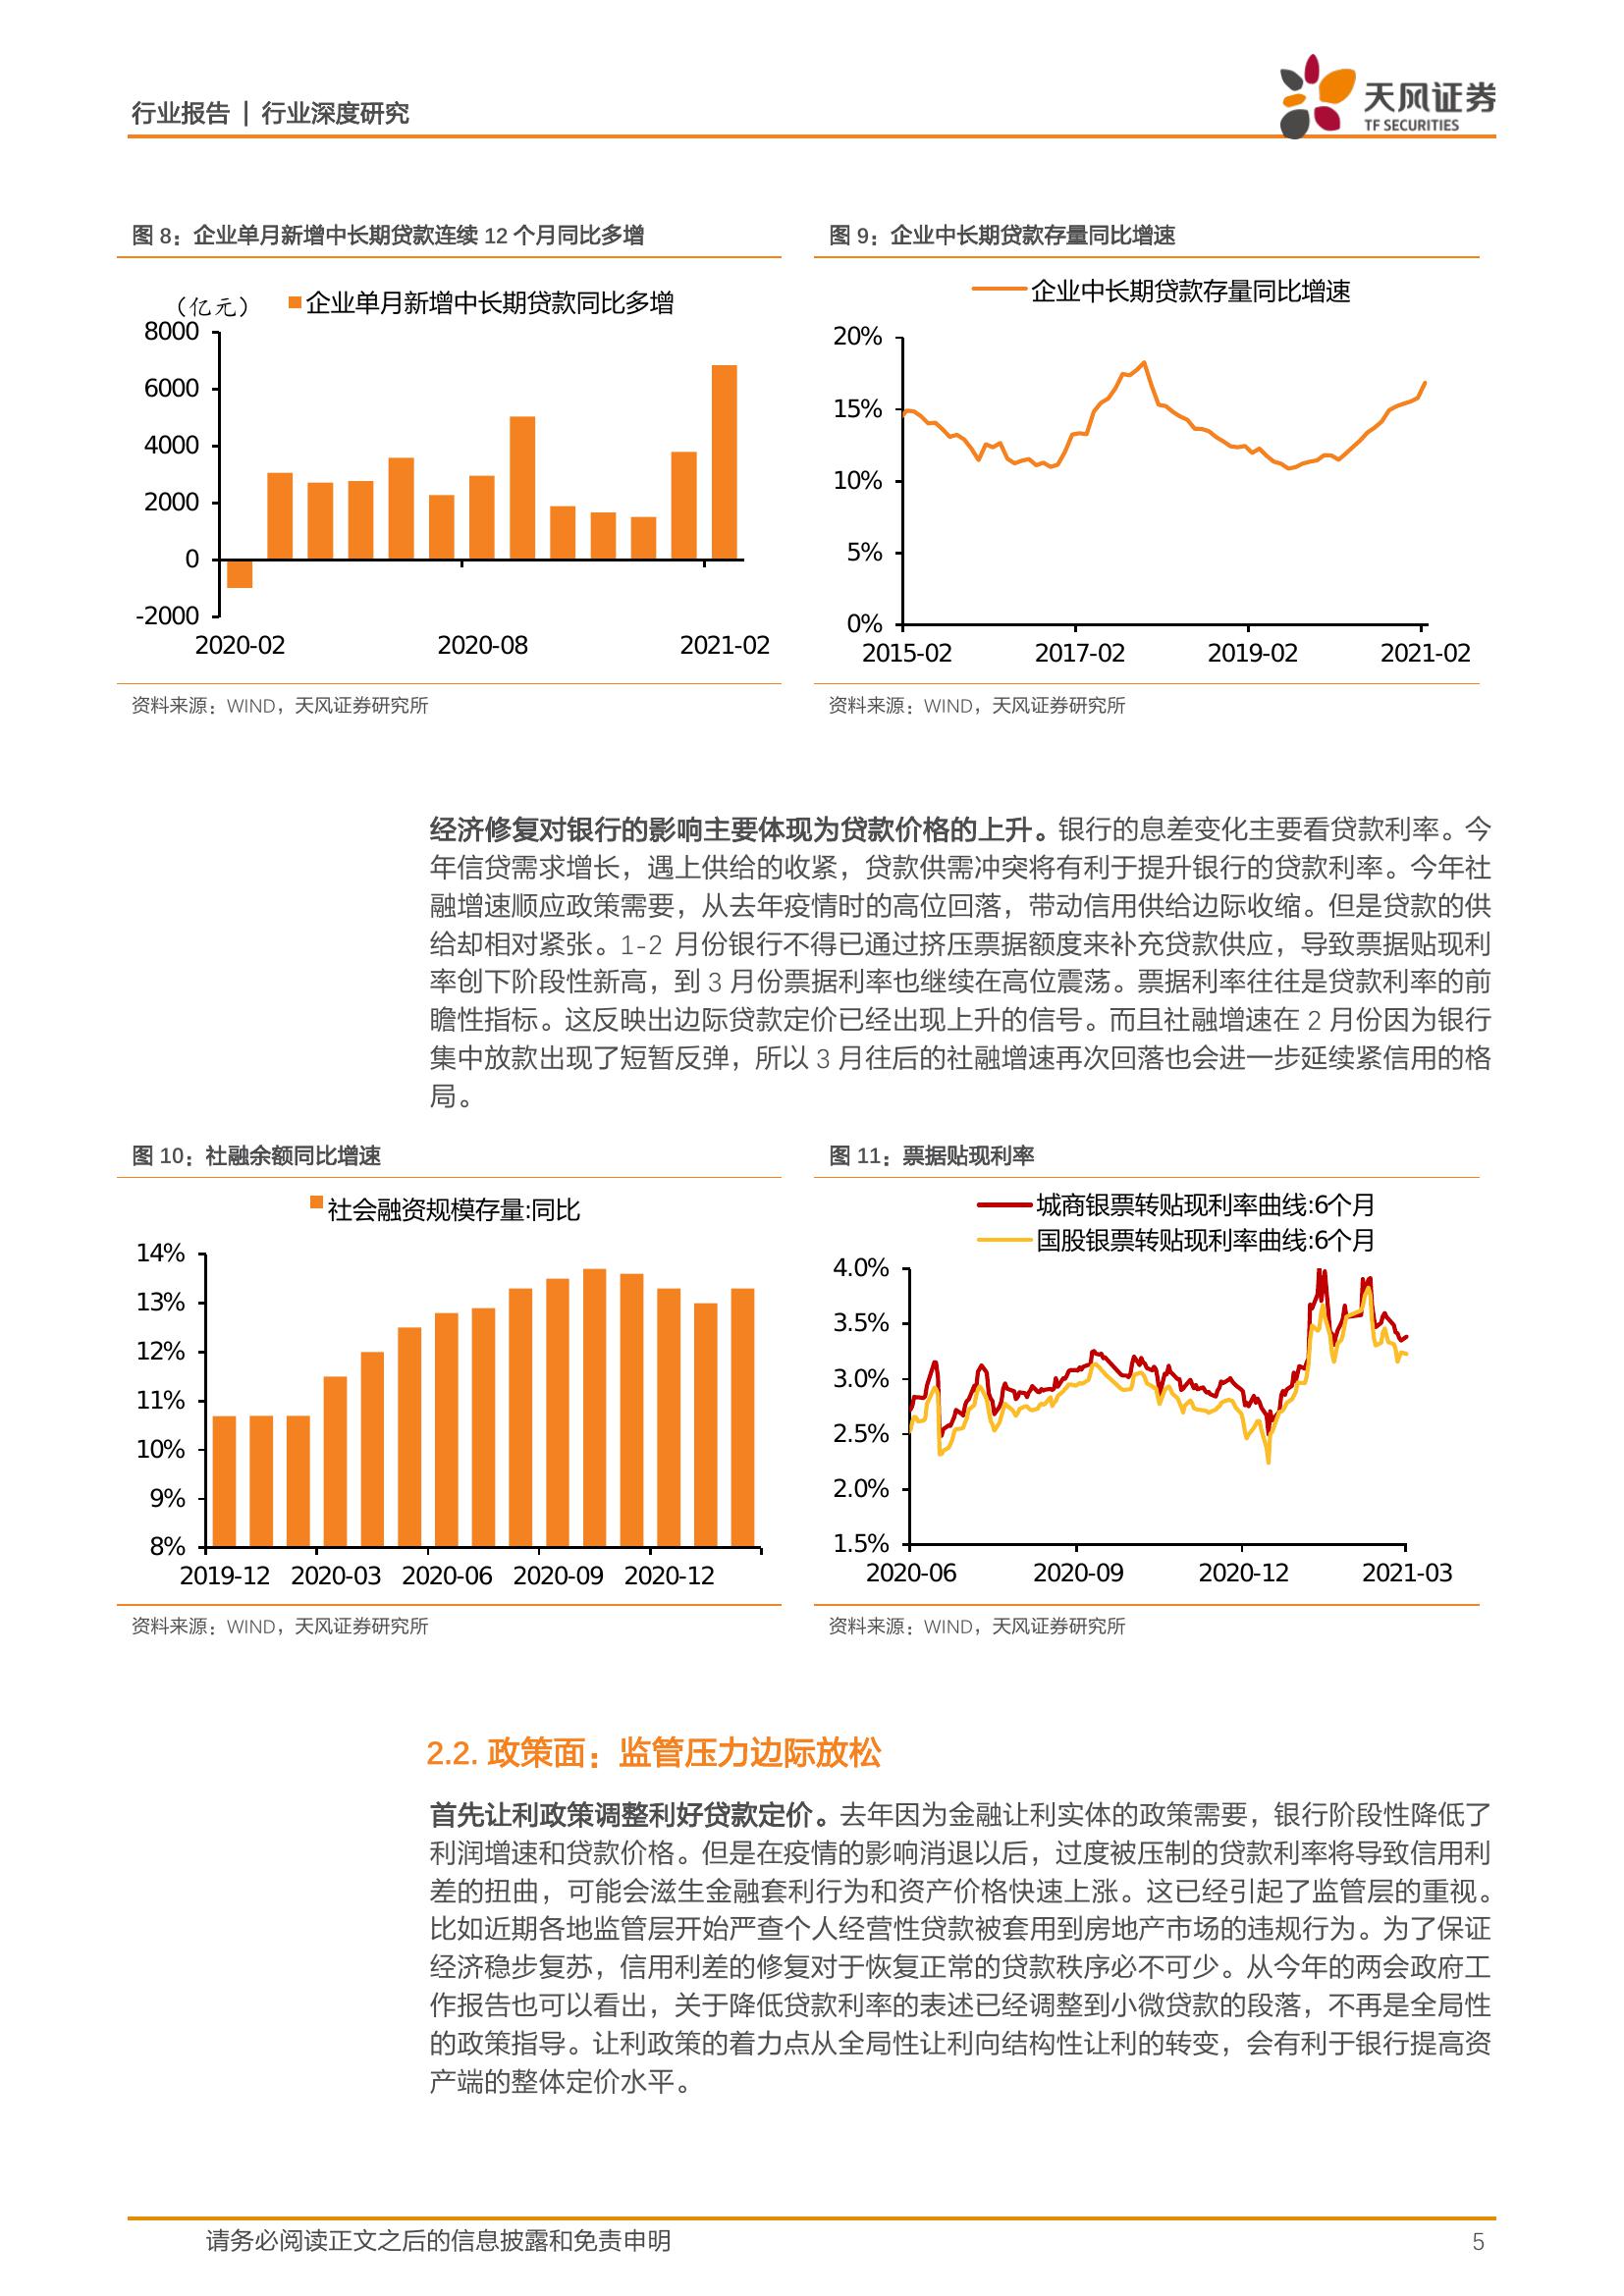 行业报告 | 行业深度研究
天风证券
TF SECURITIES
图 8：企业单月新增中长期贷款连续 12 个月同比多增
（亿元）
企业单月新增中长期贷款同比多增
8000
6000
4000
2000
0
-2000
2020-02 2020-08 2021-02
资料来源：WIND，天风证券研究所
图 9：企业中长期贷款存量同比增速
企业中长期贷款存量同比增速
20%
15%
10%
5%
0%
2015-02 2017-02 2019-02 2021-02
资料来源：WIND，天风证券研究所
经济修复对银行的影响主要体现为贷款价格的上升。银行的息差变化主要看贷款利率。今
年信贷需求增长，遇上供给的收紧，贷款供需冲突将有利于提升银行的贷款利率。今年社
融增速顺应政策需要，从去年疫情时的高位回落，带动信用供给边际收缩。但是贷款的供
给却相对紧张。1-2 月份银行不得已通过挤压票据额度来补充贷款供应，导致票据贴现利
率创下阶段性新高，到 3 月份票据利率也继续在高位震荡。票据利率往往是贷款利率的前
瞻性指标。这反映出边际贷款定价已经出现上升的信号。而且社融增速在 2 月份因为银行
集中放款出现了短暂反弹，所以 3 月往后的社融增速再次回落也会进一步延续紧信用的格
局。
图 10：社融余额同比增速
社会融资规模存量:同比
14%
13%
12%
11%
10%
9%
8%
2019-12 2020-03 2020-06 2020-09 2020-12
资料来源：WIND，天风证券研究所
图 11：票据贴现利率
城商银票转贴现利率曲线:6个月
国股银票转贴现利率曲线:6个月
4.0%
3.5%
3.0%
2.5%
2.0%
1.5%
2020-06 2020-09 2020-12 2021-03
资料来源：WIND，天风证券研究所
2.2. 政策面：监管压力边际放松
首先让利政策调整利好贷款定价。去年因为金融让利实体的政策需要，银行阶段性降低了
利润增速和贷款价格。但是在疫情的影响消退以后，过度被压制的贷款利率将导致信用利
差的扭曲，可能会滋生金融套利行为和资产价格快速上涨。这已经引起了监管层的重视。
比如近期各地监管层开始严查个人经营性贷款被套用到房地产市场的违规行为。为了保证
经济稳步复苏，信用利差的修复对于恢复正常的贷款秩序必不可少。从今年的两会政府工
作报告也可以看出，关于降低贷款利率的表述已经调整到小微贷款的段落，不再是全局性
的政策指导。让利政策的着力点从全局性让利向结构性让利的转变，会有利于银行提高资
产端的整体定价水平。
请务必阅读正文之后的信息披露和免责申明
5